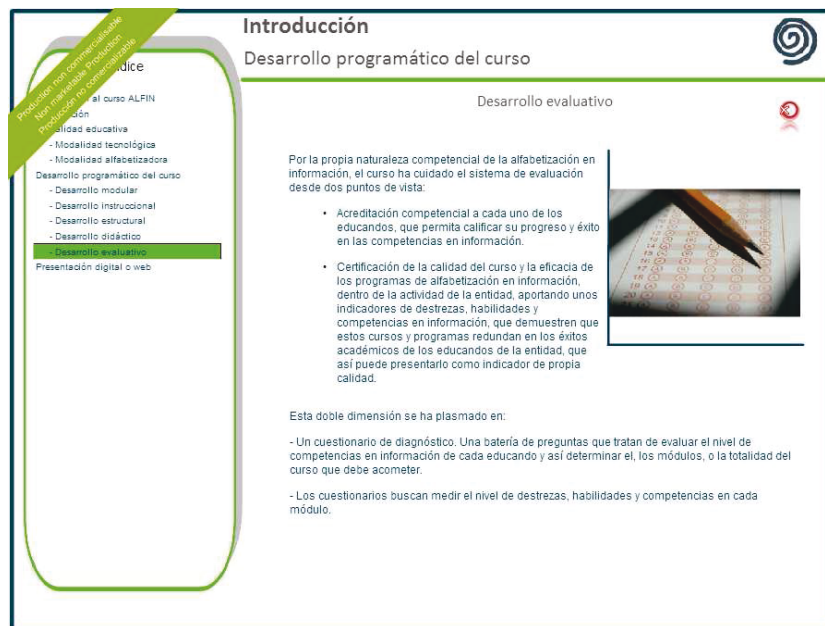 Introducción
Desarrollo programático del curso
Production non commercialisable
Non marketable Production
Producción no comercializable
al curso ALFIN
- Modalidad tecnológica
- Modalidad alfabetizadora
Desarrollo programático del curso
- Desarrollo modular
- Desarrollo instruccional
- Desarrollo estructural
- Desarrollo didáctico
- Desarrollo evaluativo
Presentación digital o web
Desarrollo evaluativo
Por la propia naturaleza competencial de la alfabetización en
información, el curso ha cuidado el sistema de evaluación
desde dos puntos de vista:
• Acreditación competencial a cada uno de los
educandos, que permita calificar su progreso y éxito
en las competencias en información.
• Certificación de la calidad del curso y la eficacia de
los programas de alfabetización en información,
dentro de la actividad de la entidad, aportando unos
indicadores de destrezas, habilidades y
competencias en información, que demuestren que
estos cursos y programas redundan en los éxitos
académicos de los educandos de la entidad, que
así puede presentarlo como indicador de propia
calidad.
Esta doble dimensión se ha plasmado en:
- Un cuestionario de diagnóstico. Una batería de preguntas que tratan de evaluar el nivel de
competencias en información de cada educando y así determinar el, los módulos, o la totalidad del
curso que debe acometer.
- Los cuestionarios buscan medir el nivel de destrezas, habilidades y competencias en cada
módulo.